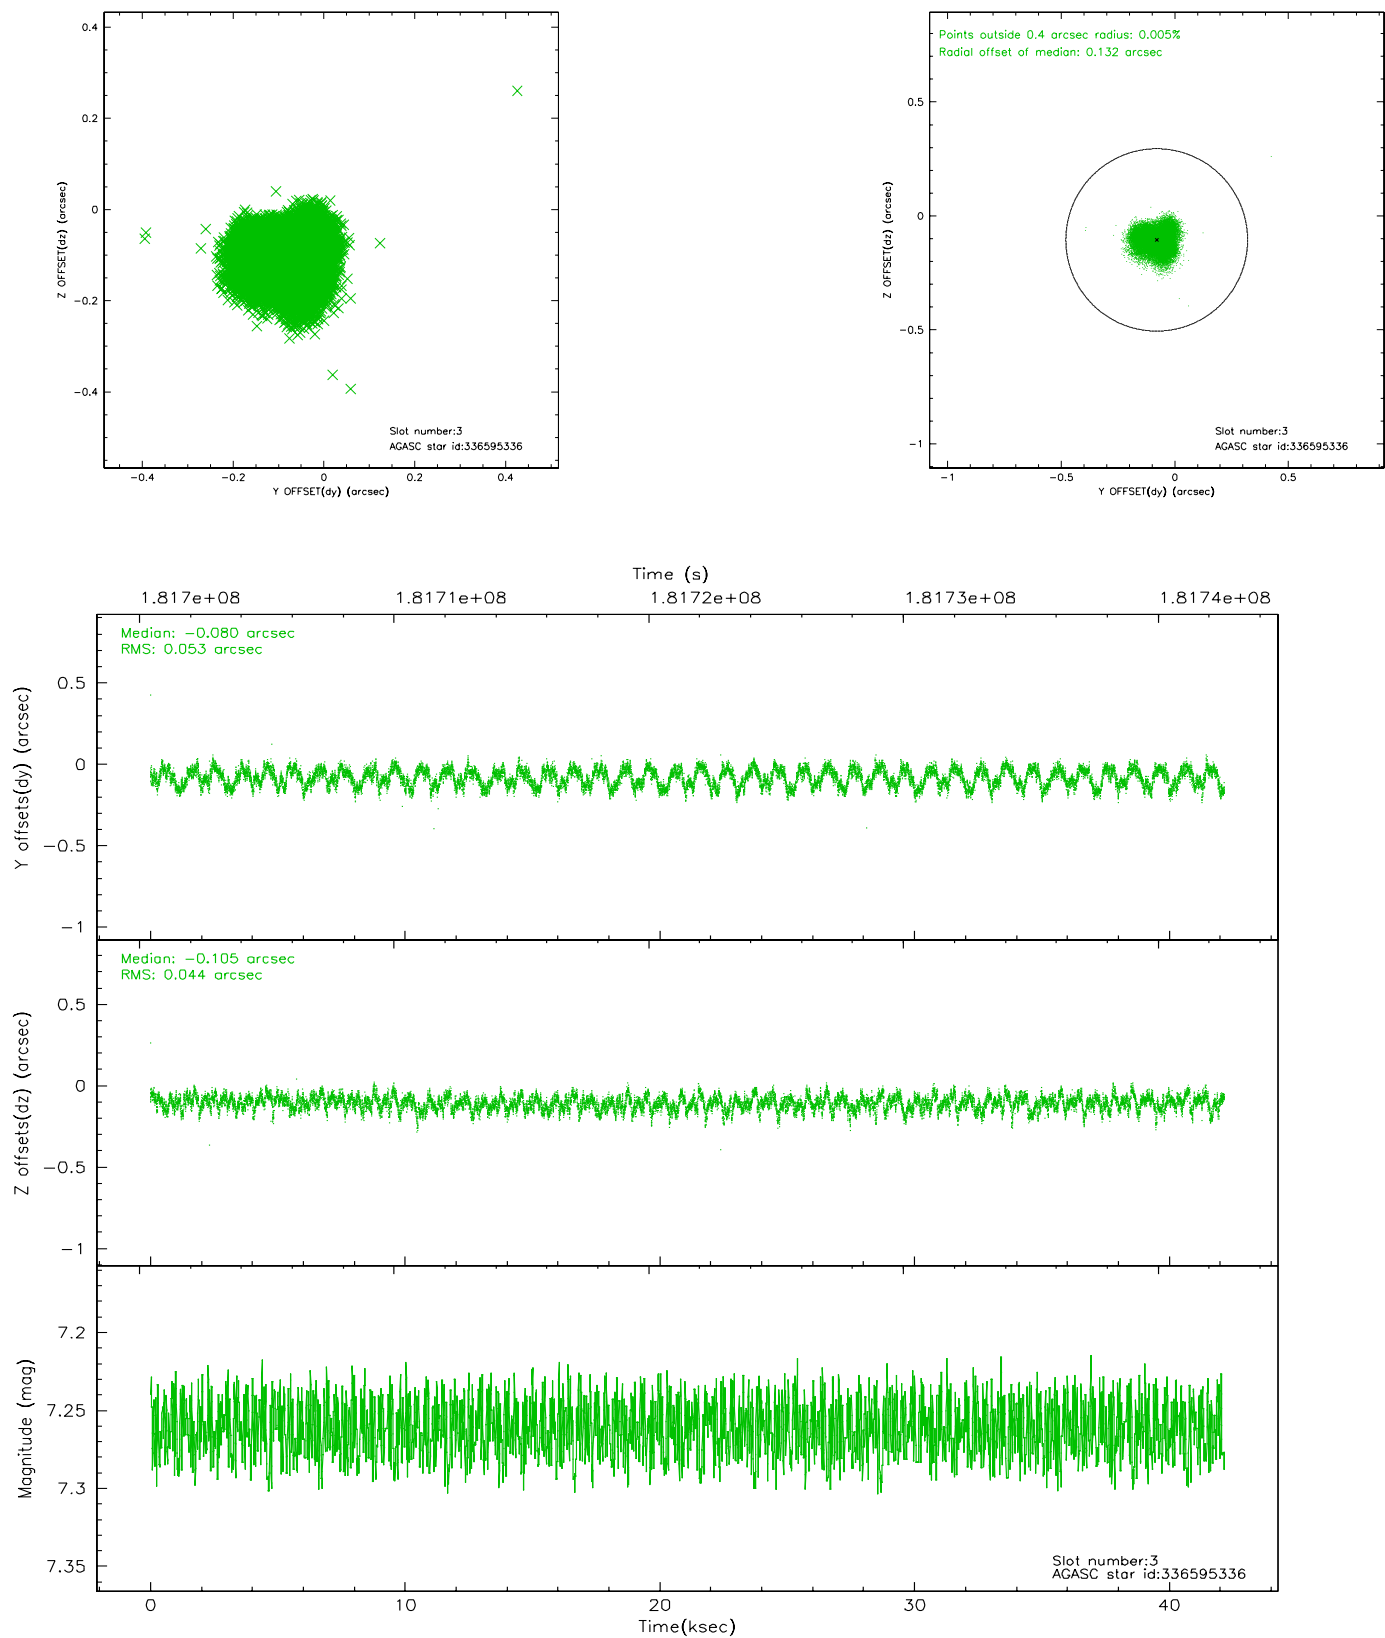 0.4
0.2
0
−0.2
−0.4
Z OFFSET(dz) (arcsec)
Slot number:3
AGASC star id:336595336
−0.4 −0.2 0 0.2 0.4
Y OFFSET(dy) (arcsec)
Points outside 0.4 arcsec radius: 0.005%
Radial offset of median: 0.132 arcsec
0.5
0
−0.5
−1
Z OFFSET(dz) (arcsec)
Slot number:3
AGASC star id:336595336
−1 −0.5 0 0.5
Y OFFSET(dy) (arcsec)
Time (s)
1.817e+08 1.8171e+08 1.8172e+08 1.8173e+08 1.8174e+08
Median: −0.080 arcsec
RMS: 0.053 arcsec
0.5
0
−0.5
−1
Y offsets(dy) (arcsec)
Median: −0.105 arcsec
RMS: 0.044 arcsec
0.5
0
−0.5
−1
Z offsets(dz) (arcsec)
7.2
7.25
7.3
7.35
Magnitude (mag)
Slot number:3
AGASC star id:336595336
0 10 20 30 40
Time(ksec)